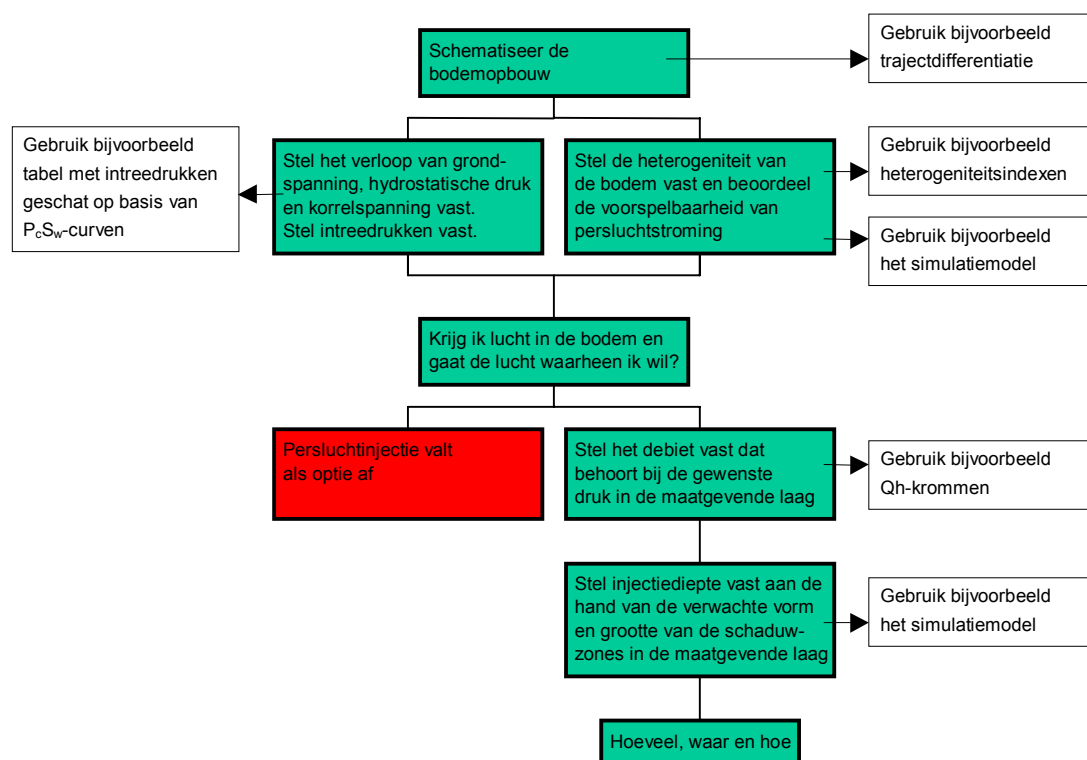 Schematiseer de
bodemopbouw
Gebruik bijvoorbeeld
trajectdifferentiatie
Gebruik bijvoorbeeld
tabel met intreedrukken
geschat op basis van
PcSw-curven
Stel het verloop van grond-
spanning, hydrostatische druk
en korrelspanning vast.
Stel intreedrukken vast.
Stel de heterogeniteit van
de bodem vast en beoordeel
de voorspelbaarheid van
persluchtstroming
Gebruik bijvoorbeeld
heterogeniteitsindexen
Gebruik bijvoorbeeld
het simulatiemodel
Krijg ik lucht in de bodem en
gaat de lucht waarheen ik wil?
Persluchtinjectie valt
als optie af
Stel het debiet vast dat
behoort bij de gewenste
druk in de maatgevende laag
Gebruik bijvoorbeeld
Qh-krommen
Stel injectiediepte vast aan de
hand van de verwachte vorm
en grootte van de schaduw-
zones in de maatgevende laag
Gebruik bijvoorbeeld
het simulatiemodel
Hoeveel, waar en hoe